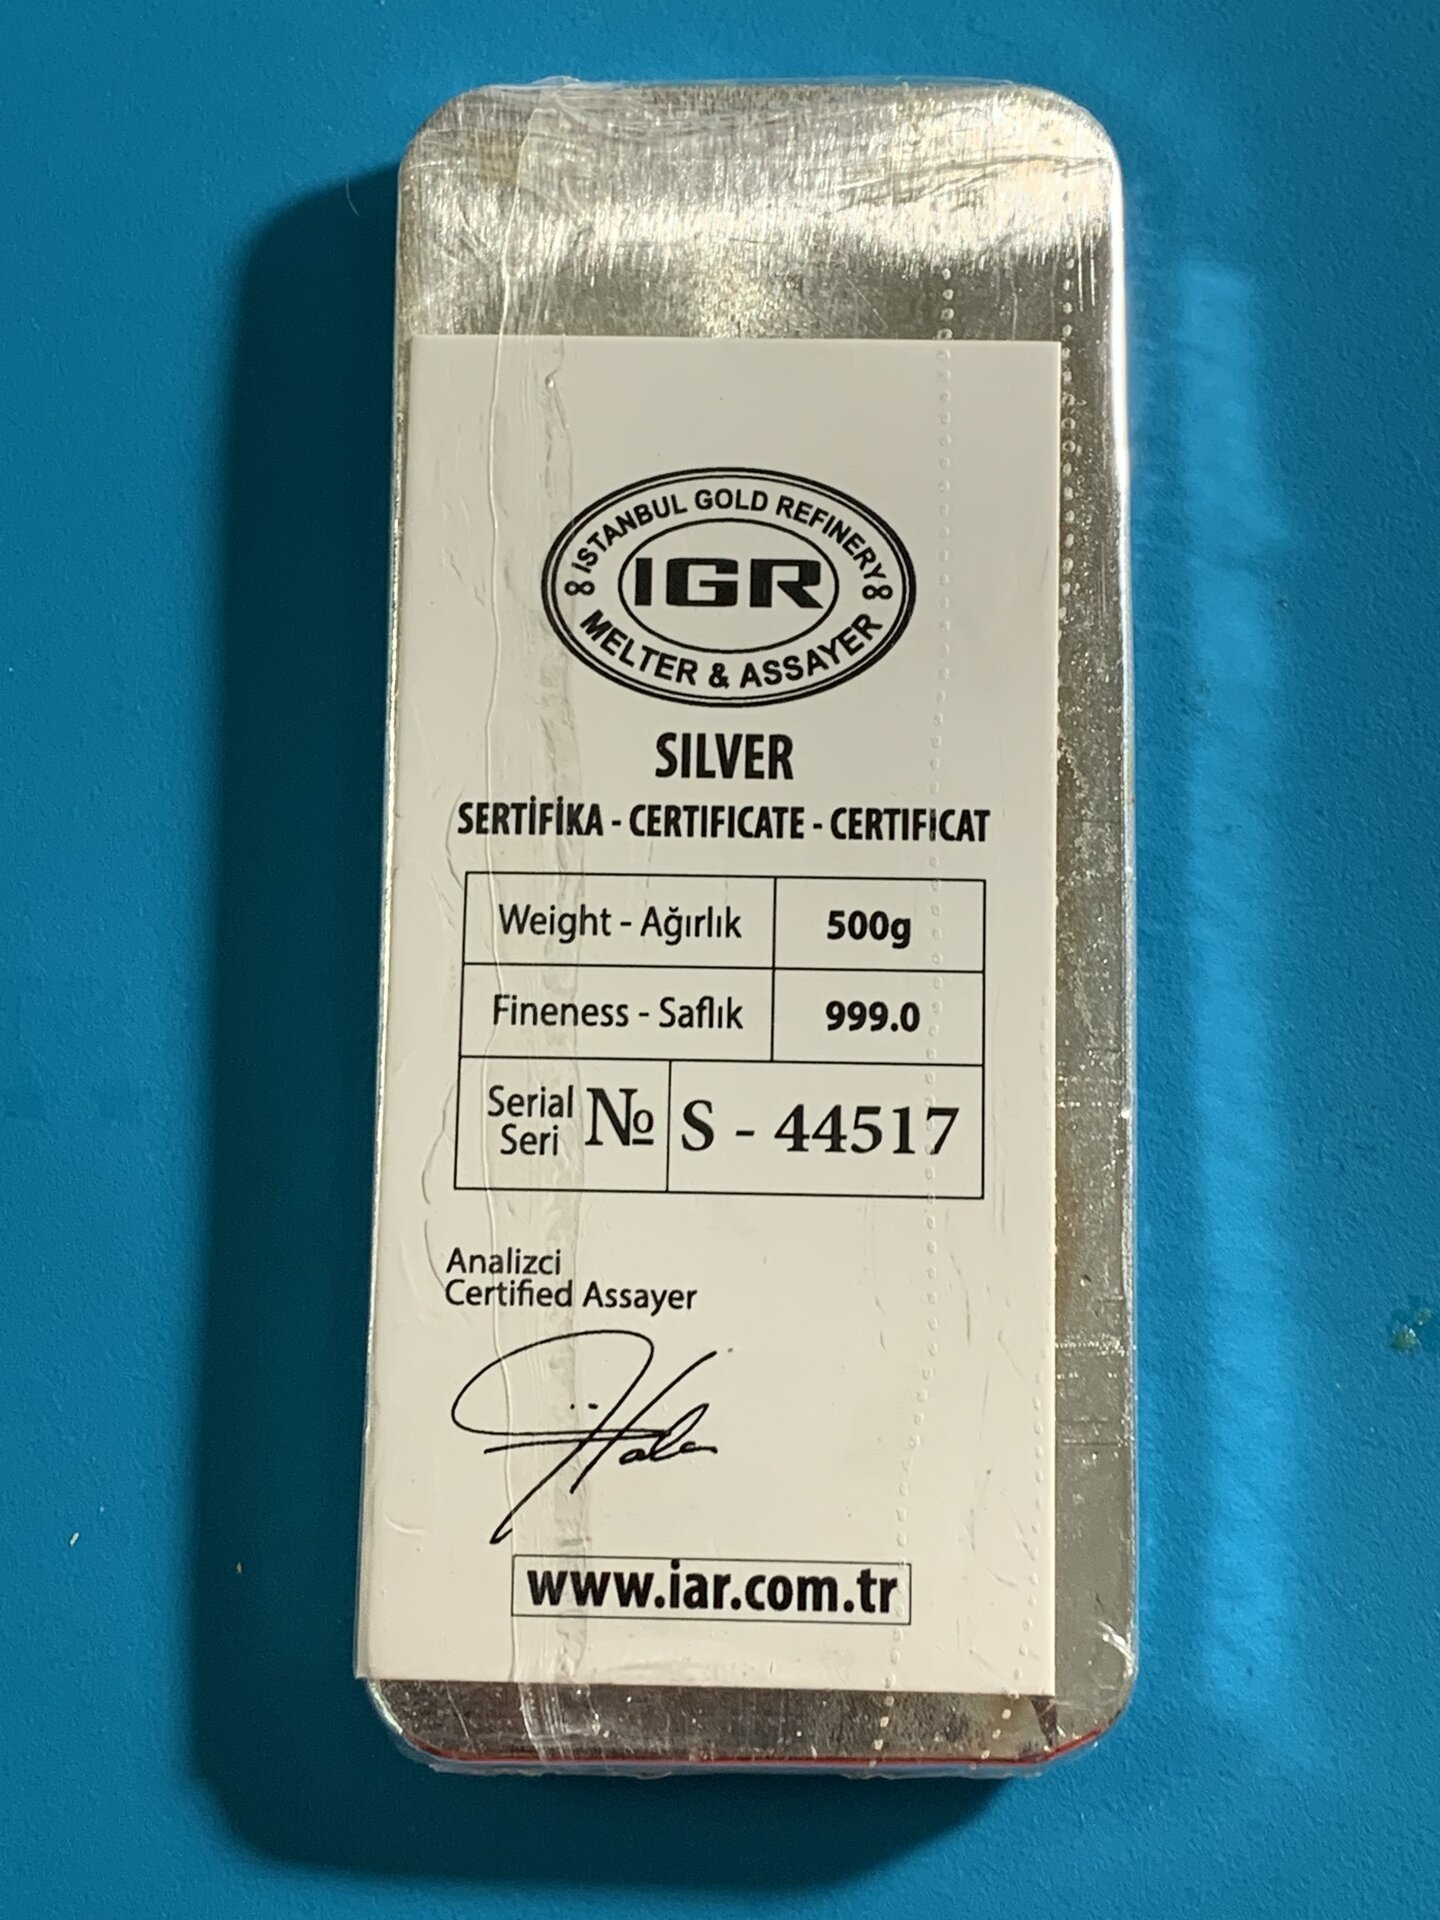 ISTANBUL GOLD REFINERY
IGR
MELTER & ASSAYER
SILVER
SERTİFİKA - CERTIFICATE - CERTIFICAT
Weight - Ağırlık 500g
Fineness - Saflık 999.0
Serial
Seri № S - 44517
Analizci
Certified Assayer
www.iar.com.tr